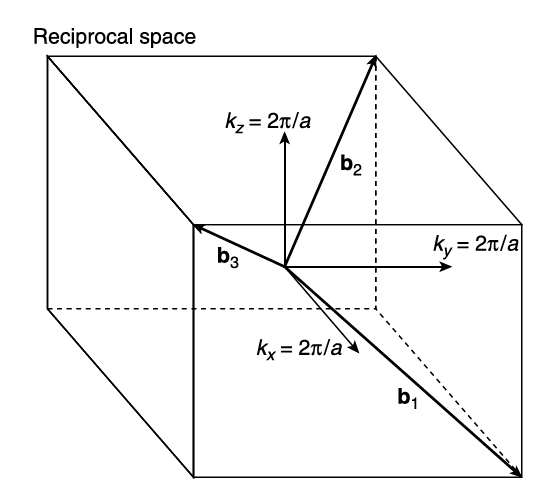 Reciprocal space
k_z = 2π/a
b_2
k_y = 2π/a
b_3
k_x = 2π/a
b_1